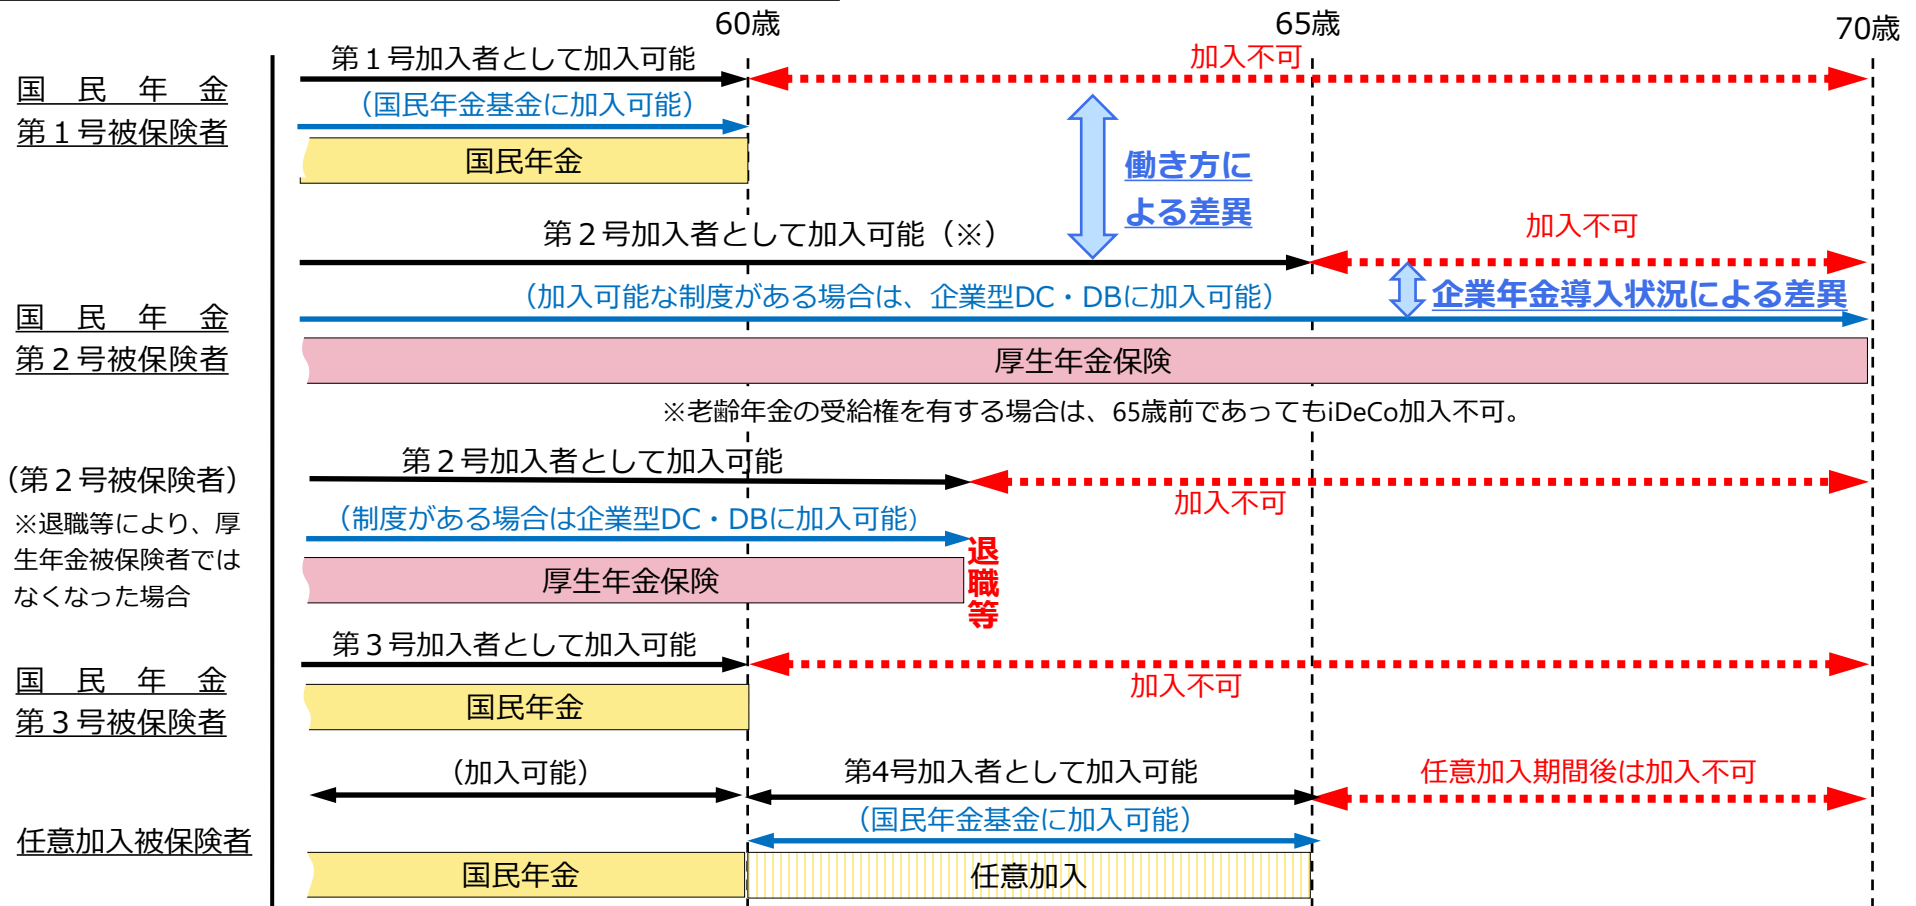 60歳
65歳
70歳
国民年金
第１号被保険者
第１号加入者として加入可能
加入不可
（国民年金基金に加入可能）
国民年金
働き方に
よる差異
国民年金
第２号被保険者
第２号加入者として加入可能（※）
加入不可
（加入可能な制度がある場合は、企業型DC・DBに加入可能）
企業年金導入状況による差異
厚生年金保険
※老齢年金の受給権を有する場合は、65歳前であってもiDeCo加入不可。
（第２号被保険者）
※退職等により、厚
生年金被保険者では
なくなった場合
第２号加入者として加入可能
加入不可
（制度がある場合は企業型DC・DBに加入可能）
厚生年金保険
退職等
国民年金
第３号被保険者
第３号加入者として加入可能
加入不可
国民年金
任意加入被保険者
（加入可能）
第4号加入者として加入可能
任意加入期間後は加入不可
（国民年金基金に加入可能）
国民年金
任意加入